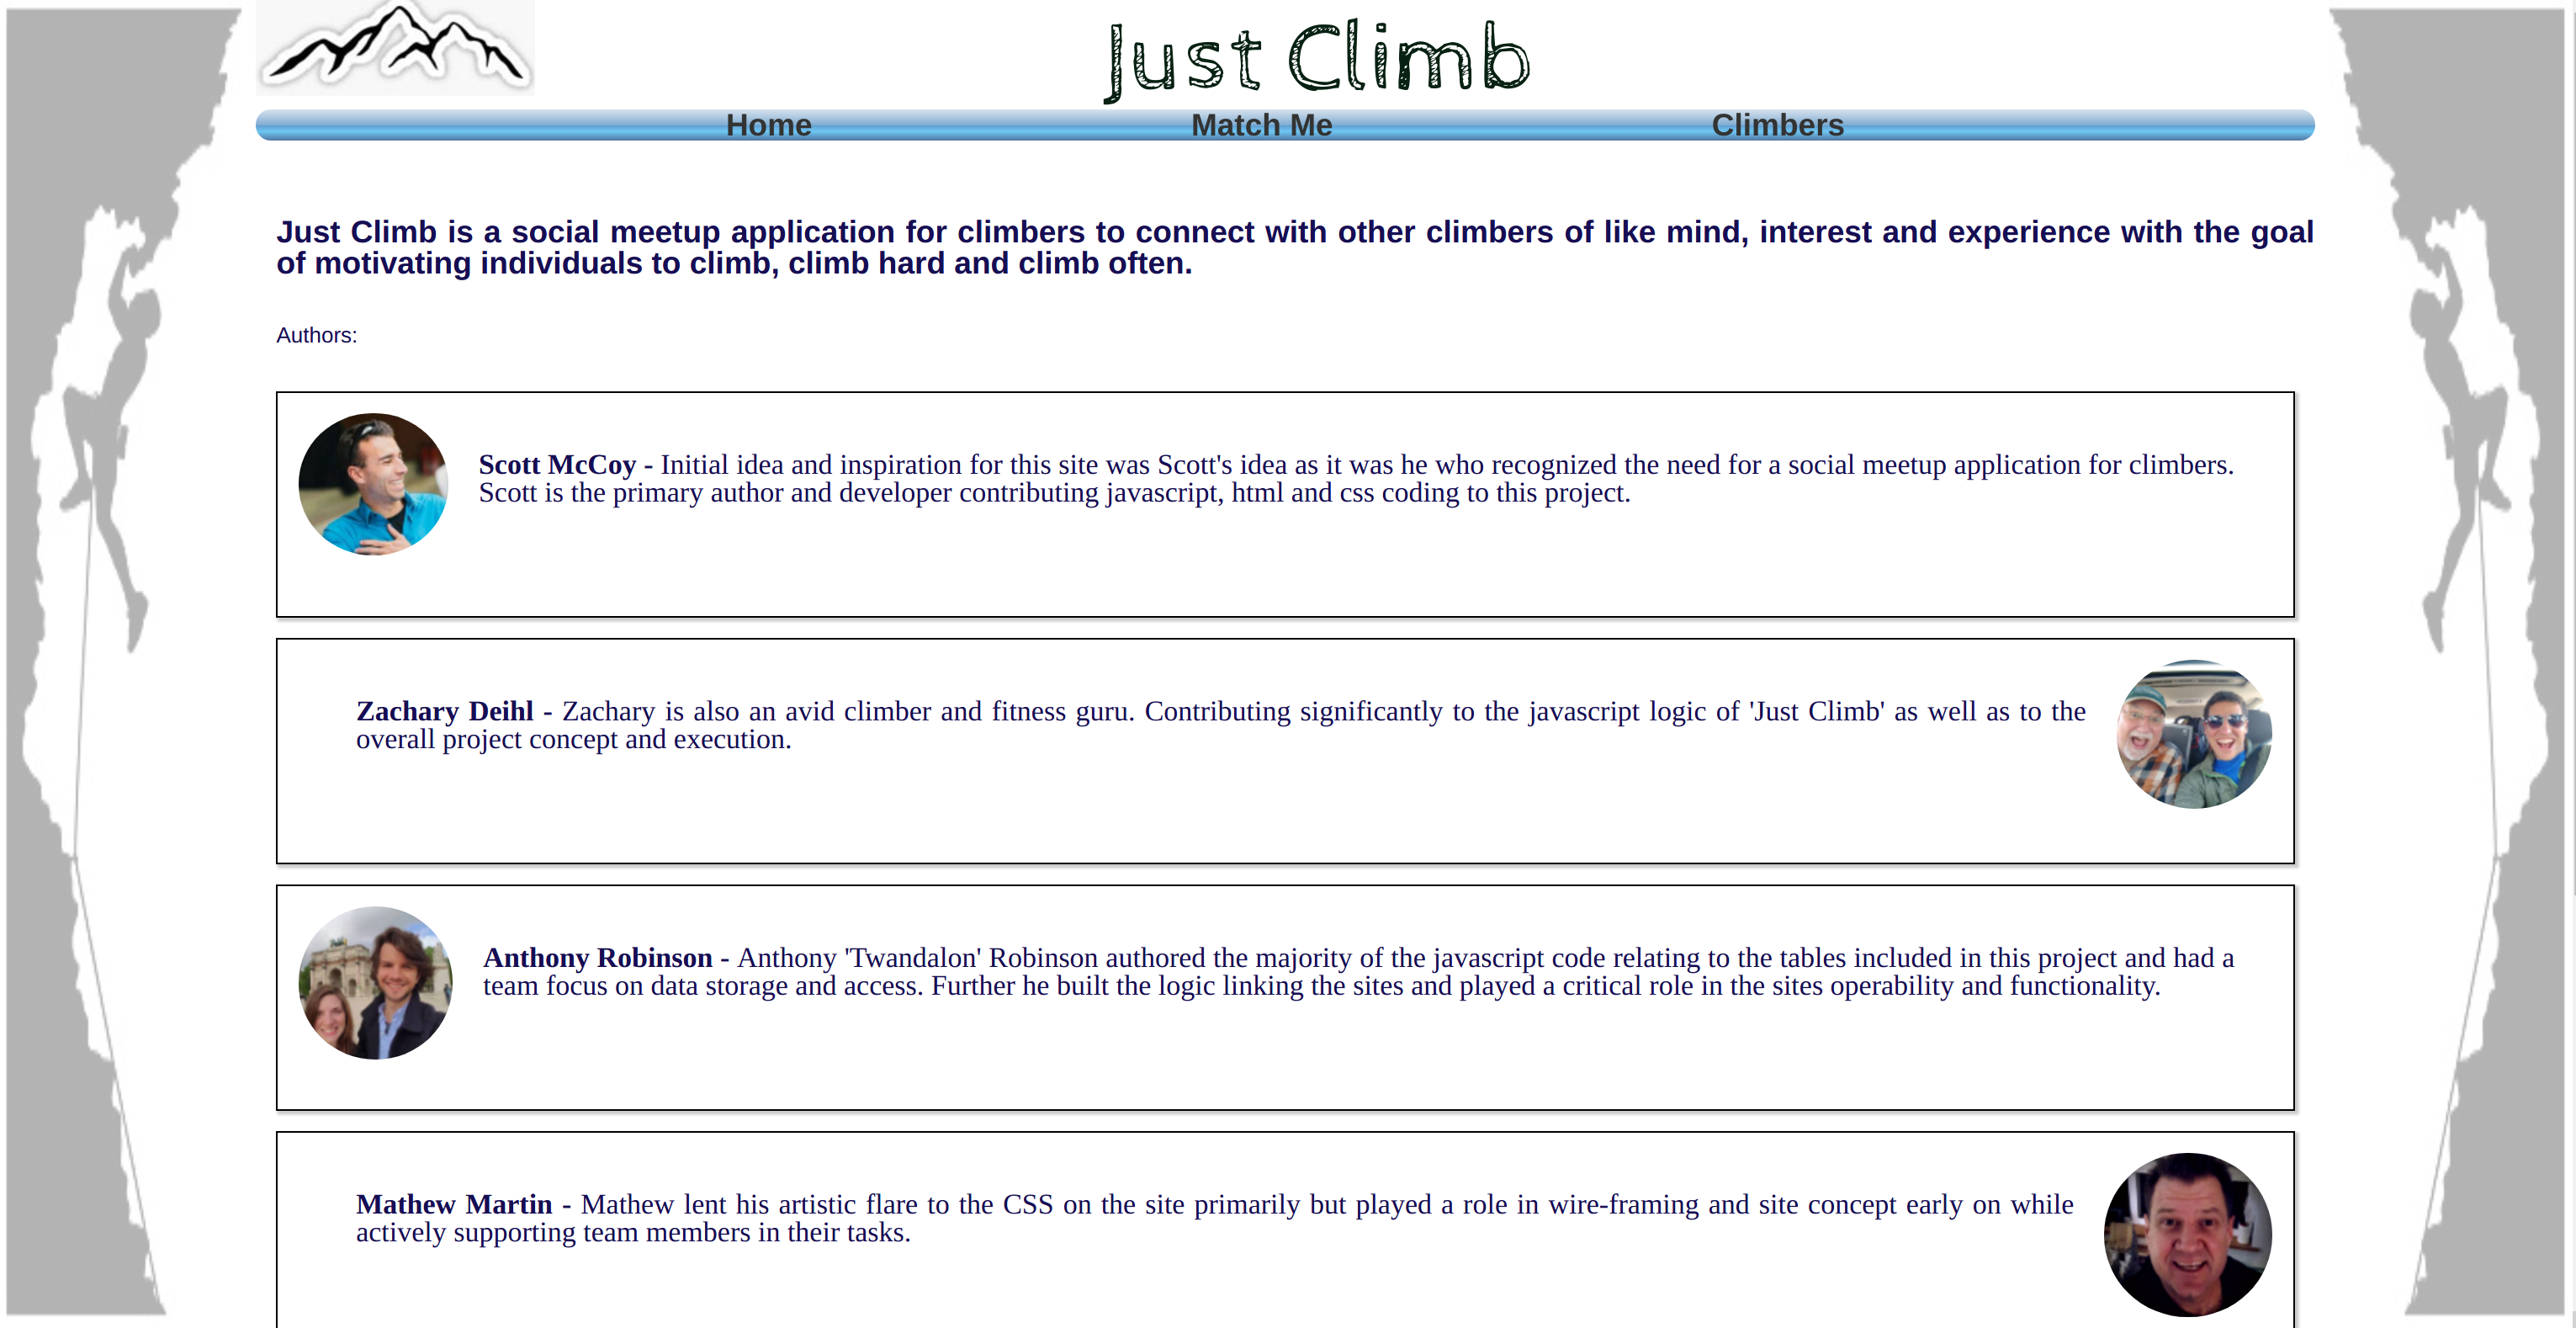 Just Climb
Home Match Me Climbers
Just Climb is a social meetup application for climbers to connect with other climbers of like mind, interest and experience with the goal
of motivating individuals to climb, climb hard and climb often.
Authors:
Scott McCoy - Initial idea and inspiration for this site was Scott's idea as it was he who recognized the need for a social meetup application for climbers.
Scott is the primary author and developer contributing javascript, html and css coding to this project.
Zachary Deihl - Zachary is also an avid climber and fitness guru. Contributing significantly to the javascript logic of 'Just Climb' as well as to the
overall project concept and execution.
Anthony Robinson - Anthony 'Twandalon' Robinson authored the majority of the javascript code relating to the tables included in this project and had a
team focus on data storage and access. Further he built the logic linking the sites and played a critical role in the sites operability and functionality.
Mathew Martin - Mathew lent his artistic flare to the CSS on the site primarily but played a role in wire-framing and site concept early on while
actively supporting team members in their tasks.